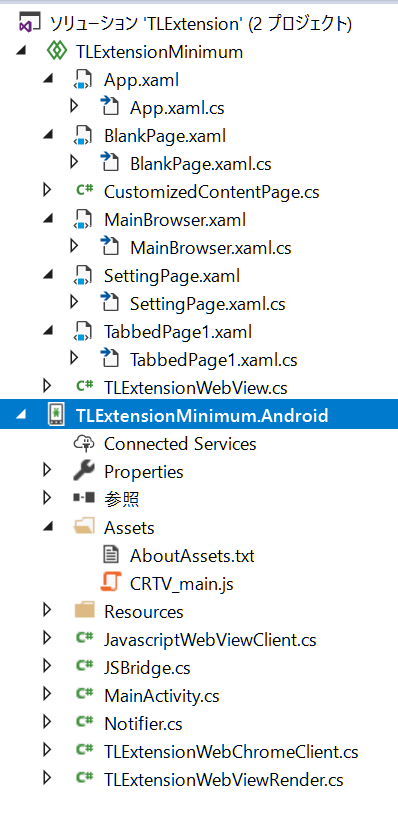 ソリューション 'TLExtension' (2 プロジェクト)
TLExtensionMinimum
App.xaml
App.xaml.cs
BlankPage.xaml
BlankPage.xaml.cs
C# CustomizedContentPage.cs
MainBrowser.xaml
MainBrowser.xaml.cs
SettingPage.xaml
SettingPage.xaml.cs
TabbedPage1.xaml
TabbedPage1.xaml.cs
C# TLExtensionWebView.cs
TLExtensionMinimum.Android
Connected Services
Properties
参照
Assets
AboutAssets.txt
CRTV_main.js
Resources
C# JavascriptWebViewClient.cs
C# JSBridge.cs
C# MainActivity.cs
C# Notifier.cs
C# TLExtensionWebChromeClient.cs
C# TLExtensionWebViewRender.cs